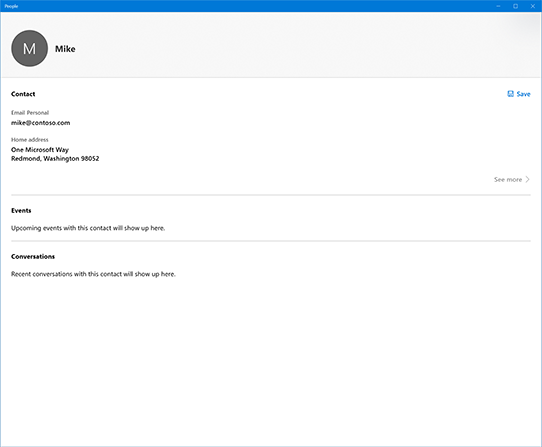 People
M
Mike
Contact
Save
Email Personal
mike@contoso.com
Home address
One Microsoft Way
Redmond, Washington 98052
See more
Events
Upcoming events with this contact will show up here.
Conversations
Recent conversations with this contact will show up here.